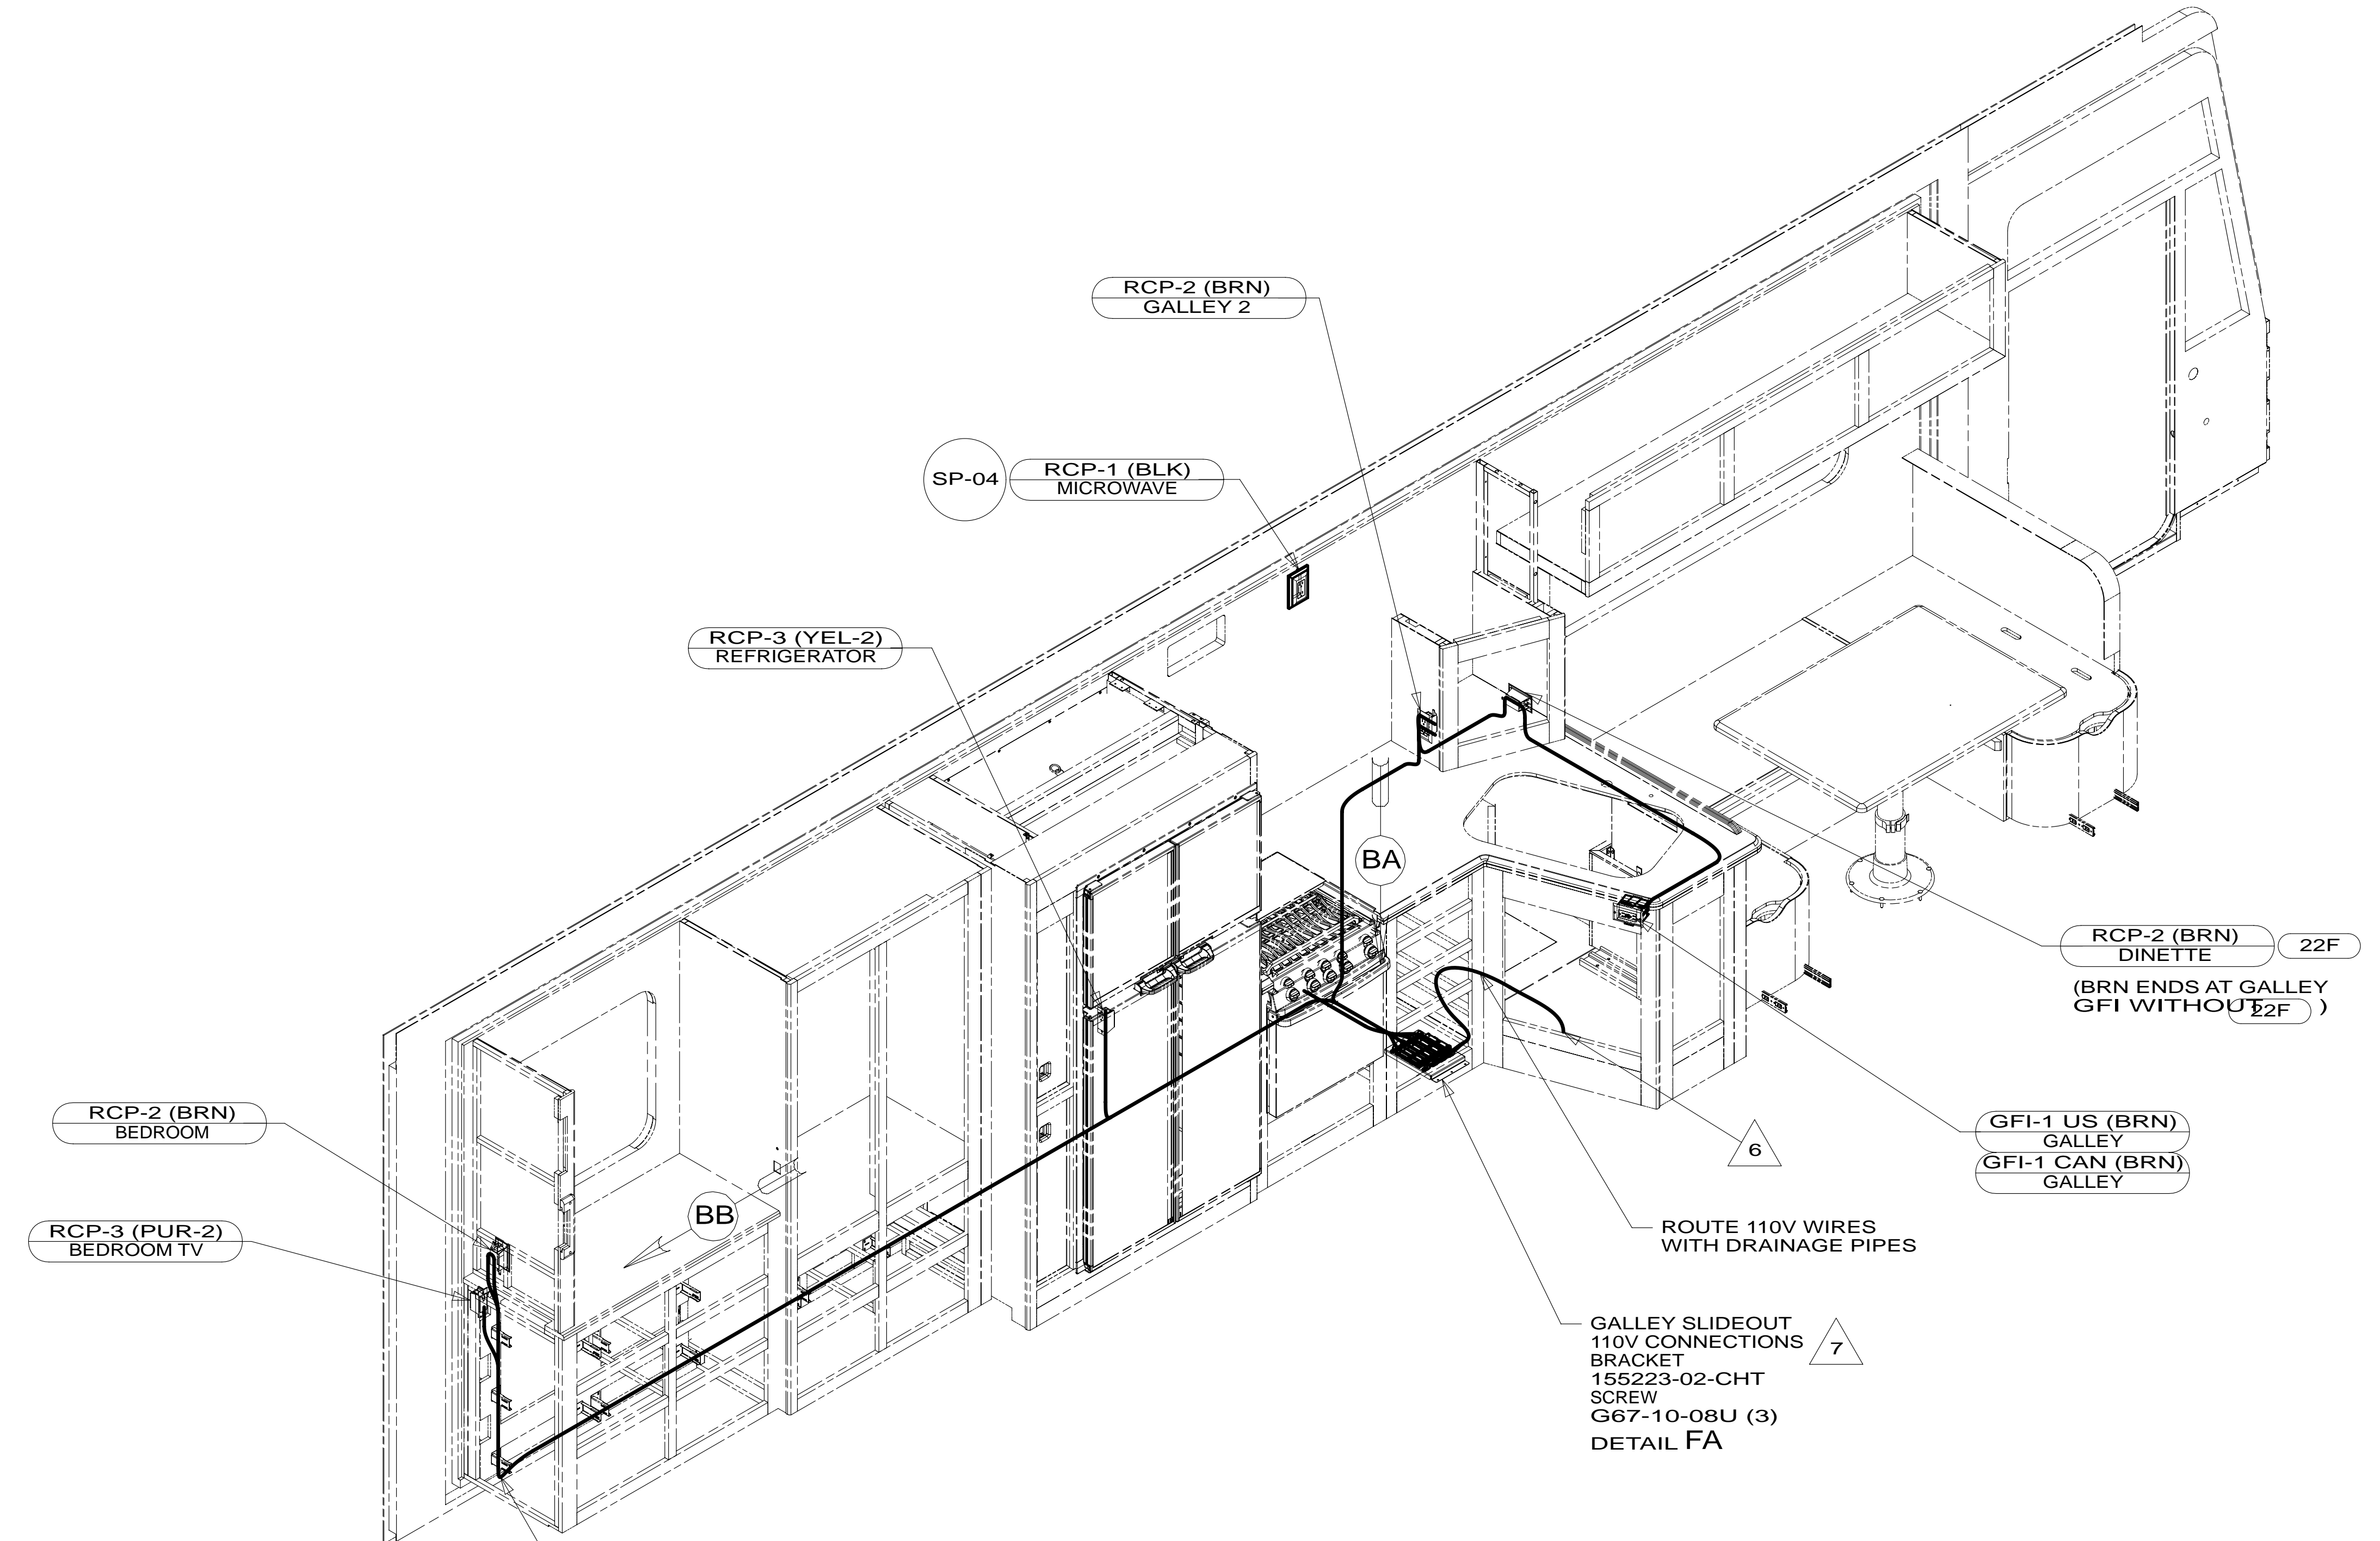 RCP-2 (BRN)
GALLEY 2
SP-04
RCP-1 (BLK)
MICROWAVE
RCP-3 (YEL-2)
REFRIGERATOR
BA
RCP-2 (BRN)
DINETTE
22F
(BRN ENDS AT GALLEY
GFI WITHOUT 22F )
RCP-2 (BRN)
BEDROOM
GFI-1 US (BRN)
GALLEY
GFI-1 CAN (BRN)
GALLEY
6
BB
RCP-3 (PUR-2)
BEDROOM TV
ROUTE 110V WIRES
WITH DRAINAGE PIPES
GALLEY SLIDEOUT
110V CONNECTIONS
BRACKET
7
155223-02-CHT
SCREW
G67-10-08U (3)
DETAIL FA